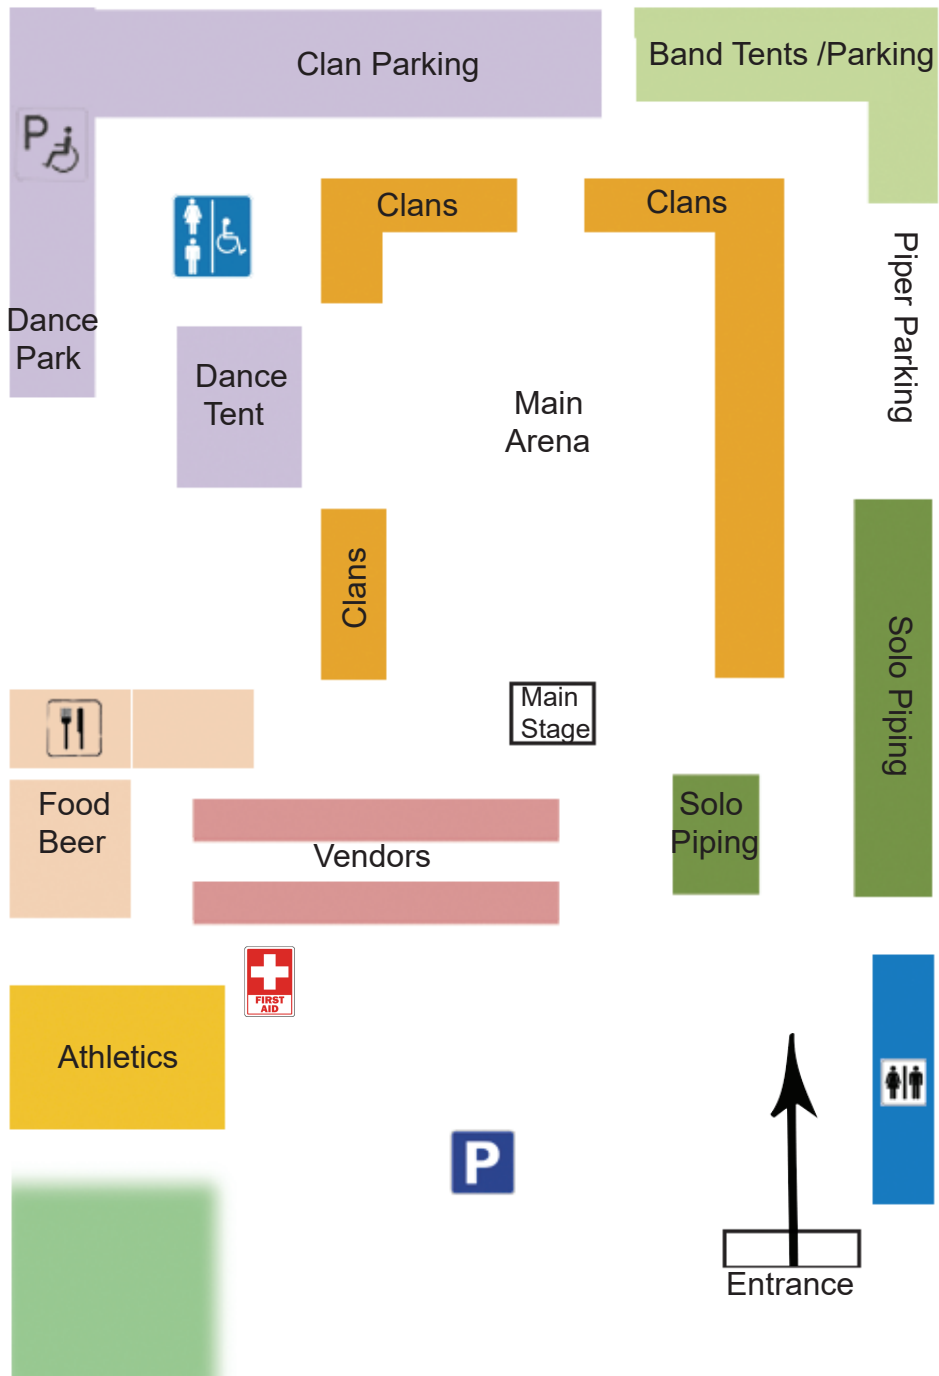 Clan Parking
Band Tents /Parking
P
Clans
Clans
Piper Parking
Dance
Park
Dance
Tent
Main
Arena
Clans
Solo Piping
Main
Stage
Food
Beer
Solo
Piping
Vendors
FIRST
AID
Athletics
P
Entrance